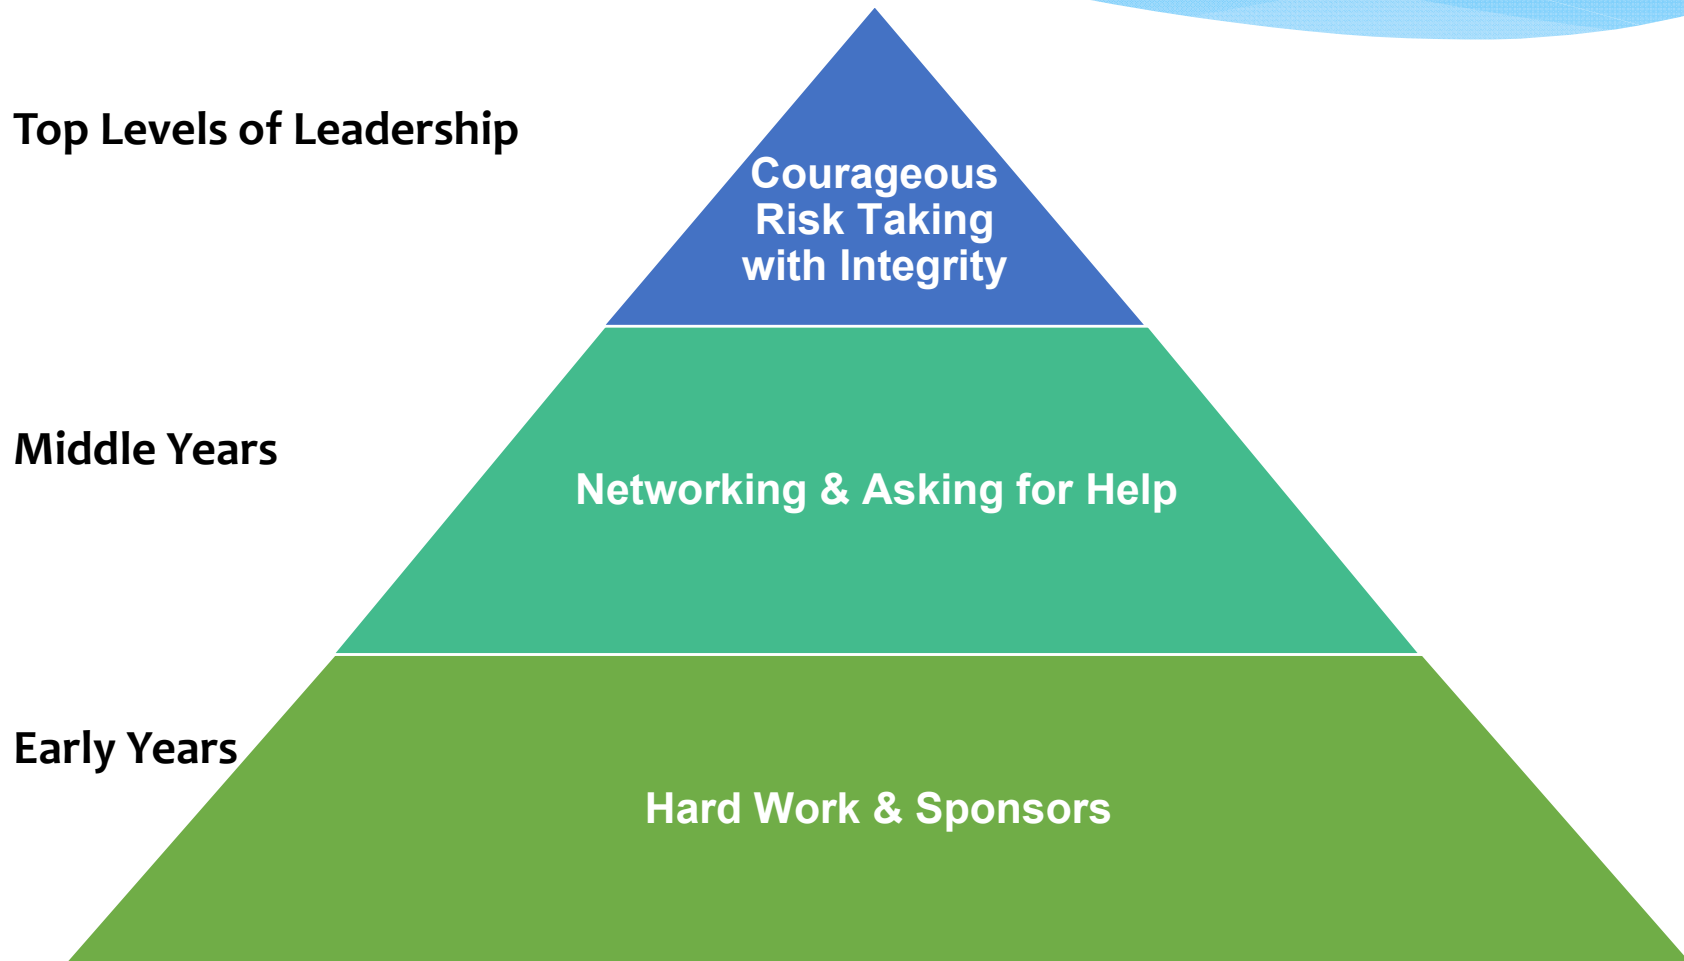 Top Levels of Leadership
Courageous
Risk Taking
with Integrity
Middle Years
Networking & Asking for Help
Early Years
Hard Work & Sponsors